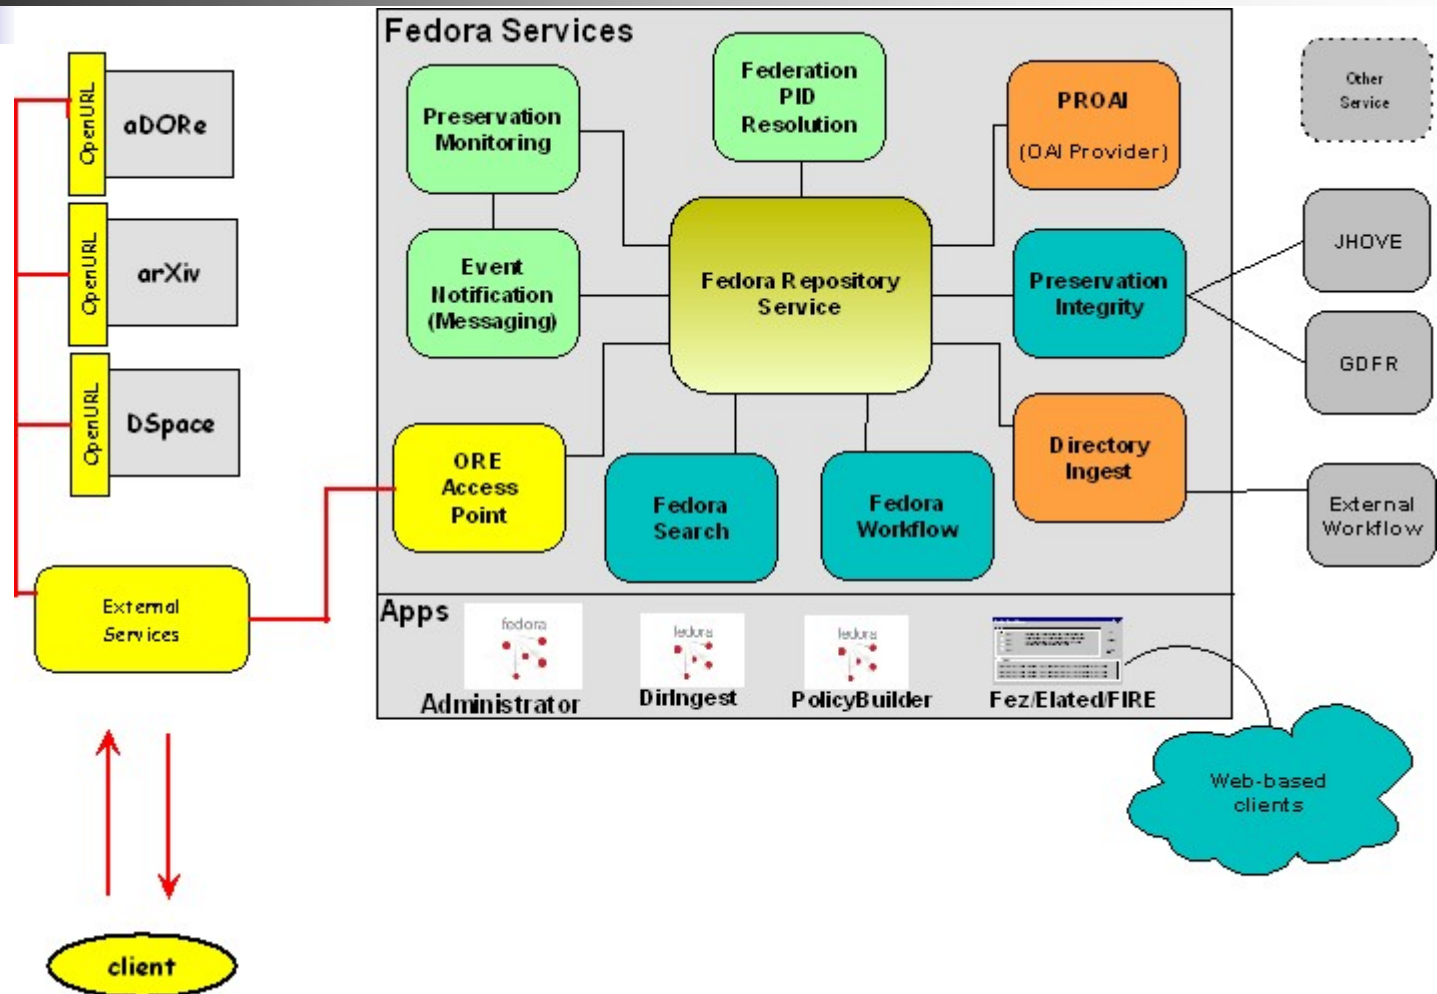 Fedora Services
OpenURL
aDORe
OpenURL
arXiv
OpenURL
DSpace
External
Services
client
Preservation
Monitoring
Federation
PID
Resolution
PROAI
(OAI Provider)
Event
Notification
(Messaging)
Fedora Repository
Service
Preservation
Integrity
ORE
Access
Point
Fedora
Search
Fedora
Workflow
Directory
Ingest
Other
Service
JHOVE
GDFR
External
Workflow
Apps
fedora
Administrator
fedora
DirIngest
fedora
PolicyBuilder
Fez/Elated/FIRE
Web-based
clients